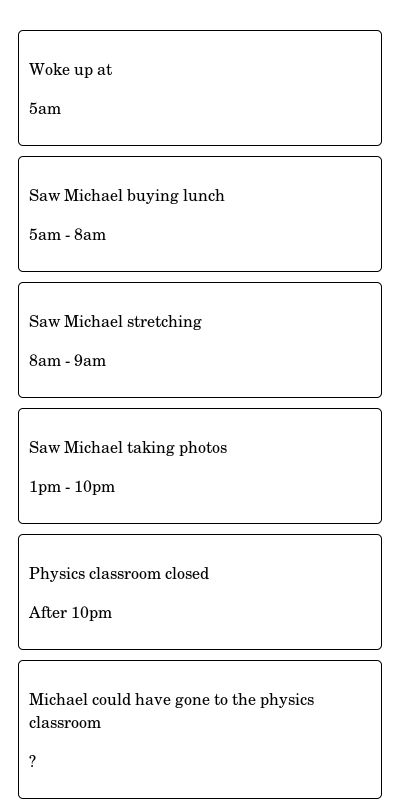 Woke up at
5am
Saw Michael buying lunch
5am - 8am
Saw Michael stretching
8am - 9am
Saw Michael taking photos
1pm - 10pm
Physics classroom closed
After 10pm
Michael could have gone to the physics
classroom
?